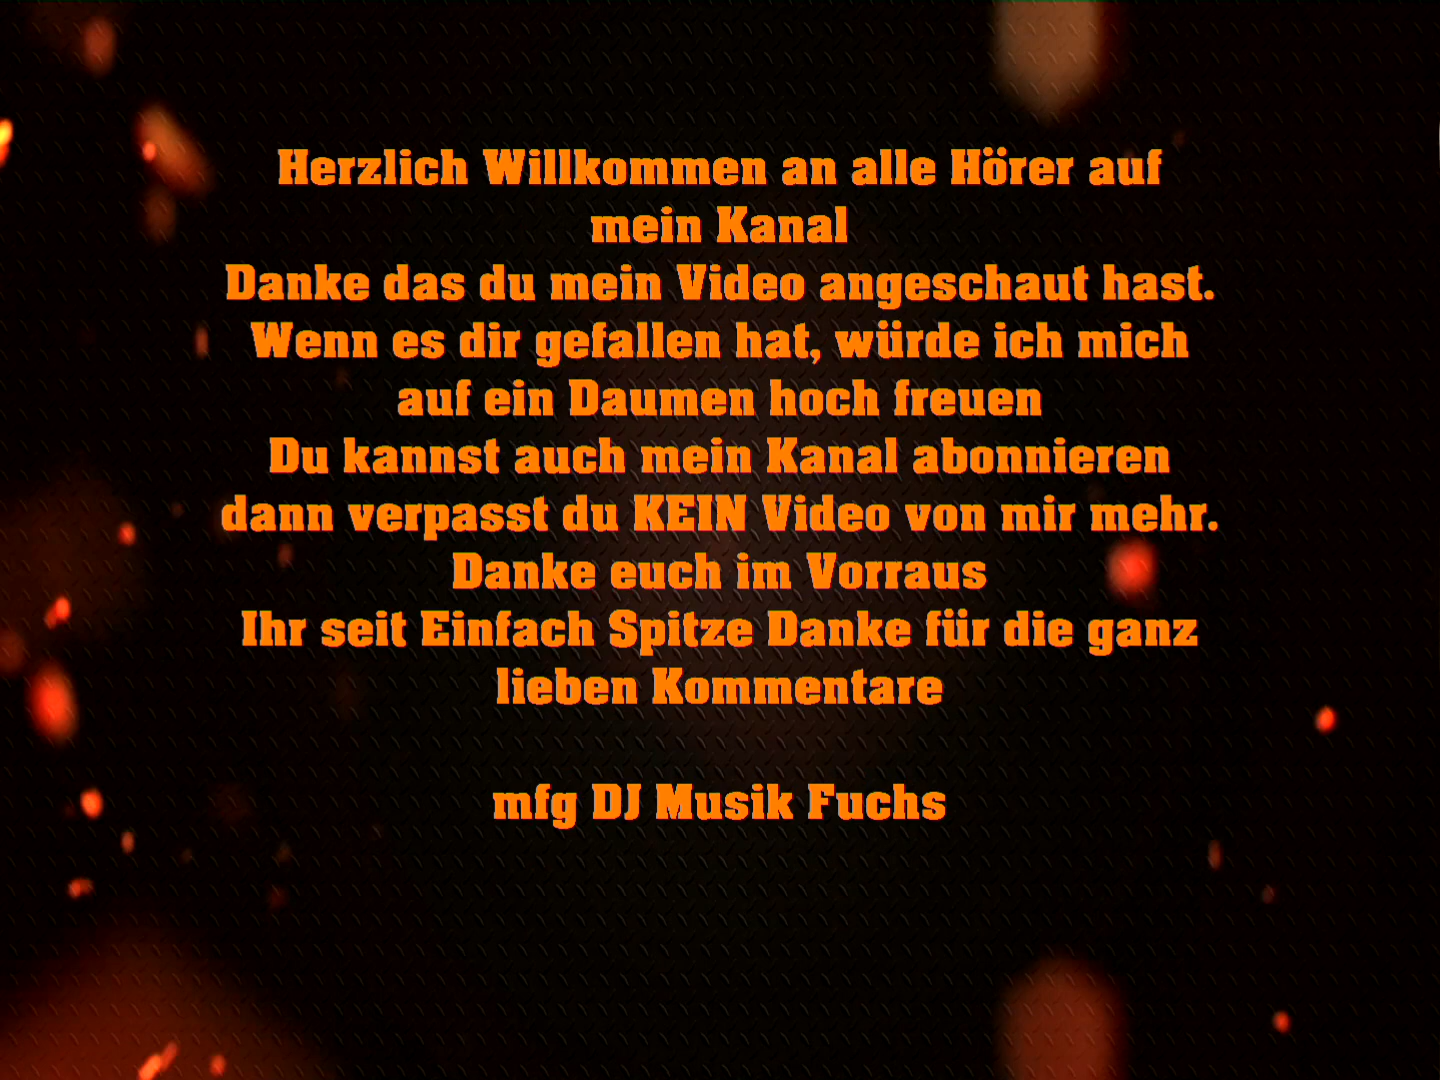 Herzlich Willkommen an alle Hörer auf
mein Kanal
Danke das du mein Video angeschaut hast.
Wenn es dir gefallen hat, würde ich mich
auf ein Daumen hoch freuen
Du kannst auch mein Kanal abonnieren
dann verpasst du KEIN Video von mir mehr.
Danke euch im Vorraus
Ihr seit Einfach Spitze Danke für die ganz
lieben Kommentare
mfg DJ Musik Fuchs